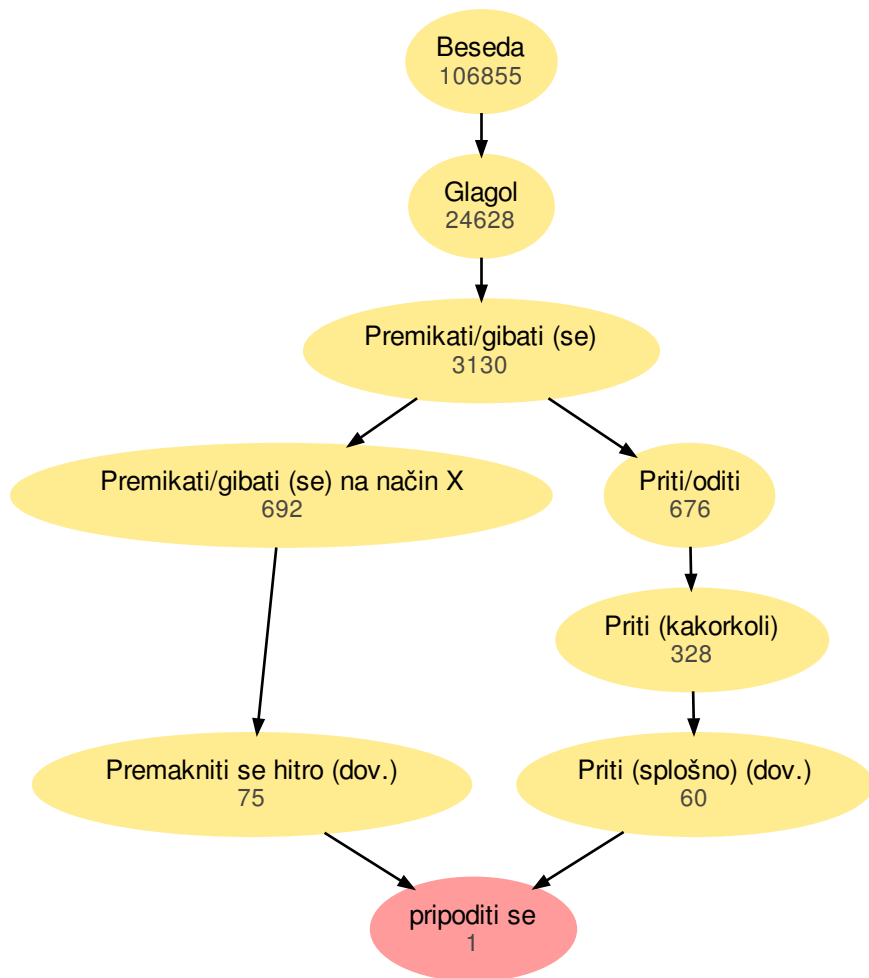 Beseda
106855
Glagol
24628
Premikati/gibati (se)
3130
Premikati/gibati (se) na način X
692
Priti/oditi
676
Priti (kakorkoli)
328
Premakniti se hitro (dov.)
75
Priti (splošno) (dov.)
60
pripoditi se
1